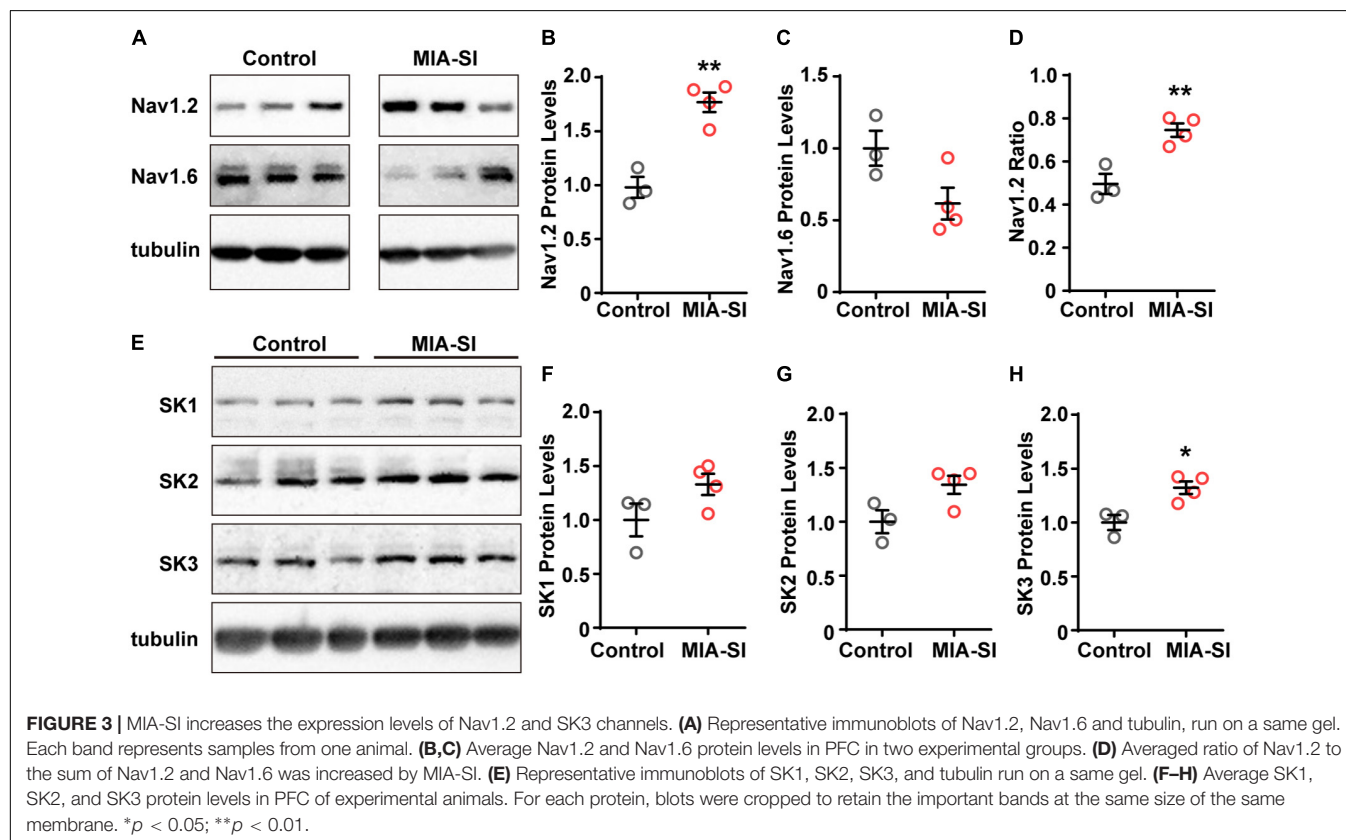 A
Control
MIA-SI
Nav1.2
Nav1.6
tubulin
B
Nav1.2 Protein Levels
2.0
1.5
1.0
0.5
0
**
Control MIA-SI
C
Nav1.6 Protein Levels
1.5
1.0
0.5
0
Control MIA-SI
D
Nav1.2 Ratio
1.0
0.8
0.6
0.4
0.2
0
**
Control MIA-SI
E
Control
MIA-SI
SK1
SK2
SK3
tubulin
F
SK1 Protein Levels
2.0
1.5
1.0
0.5
0
Control MIA-SI
G
SK2 Protein Levels
2.0
1.5
1.0
0.5
0
Control MIA-SI
H
SK3 Protein Levels
2.0
1.5
1.0
0.5
0
*
Control MIA-SI
FIGURE 3 | MIA-SI increases the expression levels of Nav1.2 and SK3 channels. (A) Representative immunoblots of Nav1.2, Nav1.6 and tubulin, run on a same gel.
Each band represents samples from one animal. (B,C) Average Nav1.2 and Nav1.6 protein levels in PFC in two experimental groups. (D) Averaged ratio of Nav1.2 to
the sum of Nav1.2 and Nav1.6 was increased by MIA-SI. (E) Representative immunoblots of SK1, SK2, SK3, and tubulin run on a same gel. (F–H) Average SK1,
SK2, and SK3 protein levels in PFC of experimental animals. For each protein, blots were cropped to retain the important bands at the same size of the same
membrane. *p < 0.05; **p < 0.01.